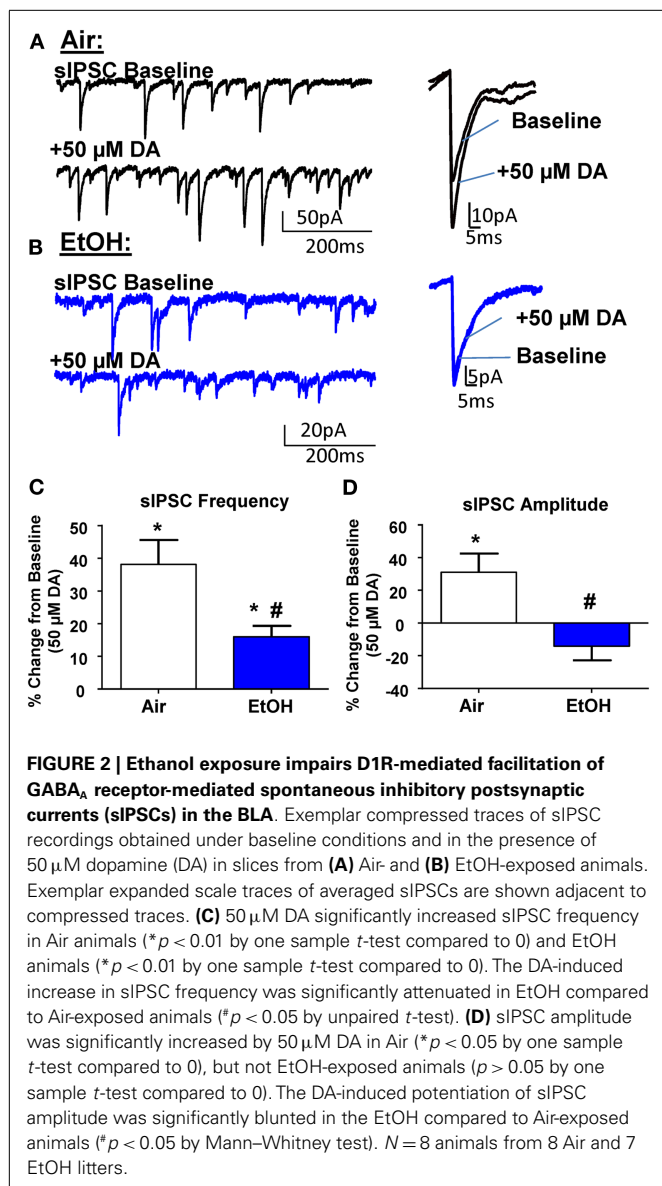 A Air:
sIPSC Baseline
+50 µM DA
50pA
200ms
Baseline
+50 µM DA
10pA
5ms
B EtOH:
sIPSC Baseline
+50 µM DA
20pA
200ms
+50 µM DA
Baseline
5pA
5ms
C sIPSC Frequency
% Change from Baseline
(50 µM DA)
50
40
30
20
10
0
*
* #
Air EtOH
D sIPSC Amplitude
% Change from Baseline
(50 µM DA)
60
40
20
0
-20
-40
*
#
Air EtOH
FIGURE 2 | Ethanol exposure impairs D1R-mediated facilitation of
GABA_A receptor-mediated spontaneous inhibitory postsynaptic
currents (sIPSCs) in the BLA. Exemplar compressed traces of sIPSC
recordings obtained under baseline conditions and in the presence of
50 µM dopamine (DA) in slices from (A) Air- and (B) EtOH-exposed animals.
Exemplar expanded scale traces of averaged sIPSCs are shown adjacent to
compressed traces. (C) 50 µM DA significantly increased sIPSC frequency
in Air animals (*p < 0.01 by one sample t-test compared to 0) and EtOH
animals (*p < 0.01 by one sample t-test compared to 0). The DA-induced
increase in sIPSC frequency was significantly attenuated in EtOH compared
to Air-exposed animals (#p < 0.05 by unpaired t-test). (D) sIPSC amplitude
was significantly increased by 50 µM DA in Air (*p < 0.05 by one sample
t-test compared to 0), but not EtOH-exposed animals (p > 0.05 by one
sample t-test compared to 0). The DA-induced potentiation of sIPSC
amplitude was significantly blunted in the EtOH compared to Air-exposed
animals (#p < 0.05 by Mann–Whitney test). N = 8 animals from 8 Air and 7
EtOH litters.